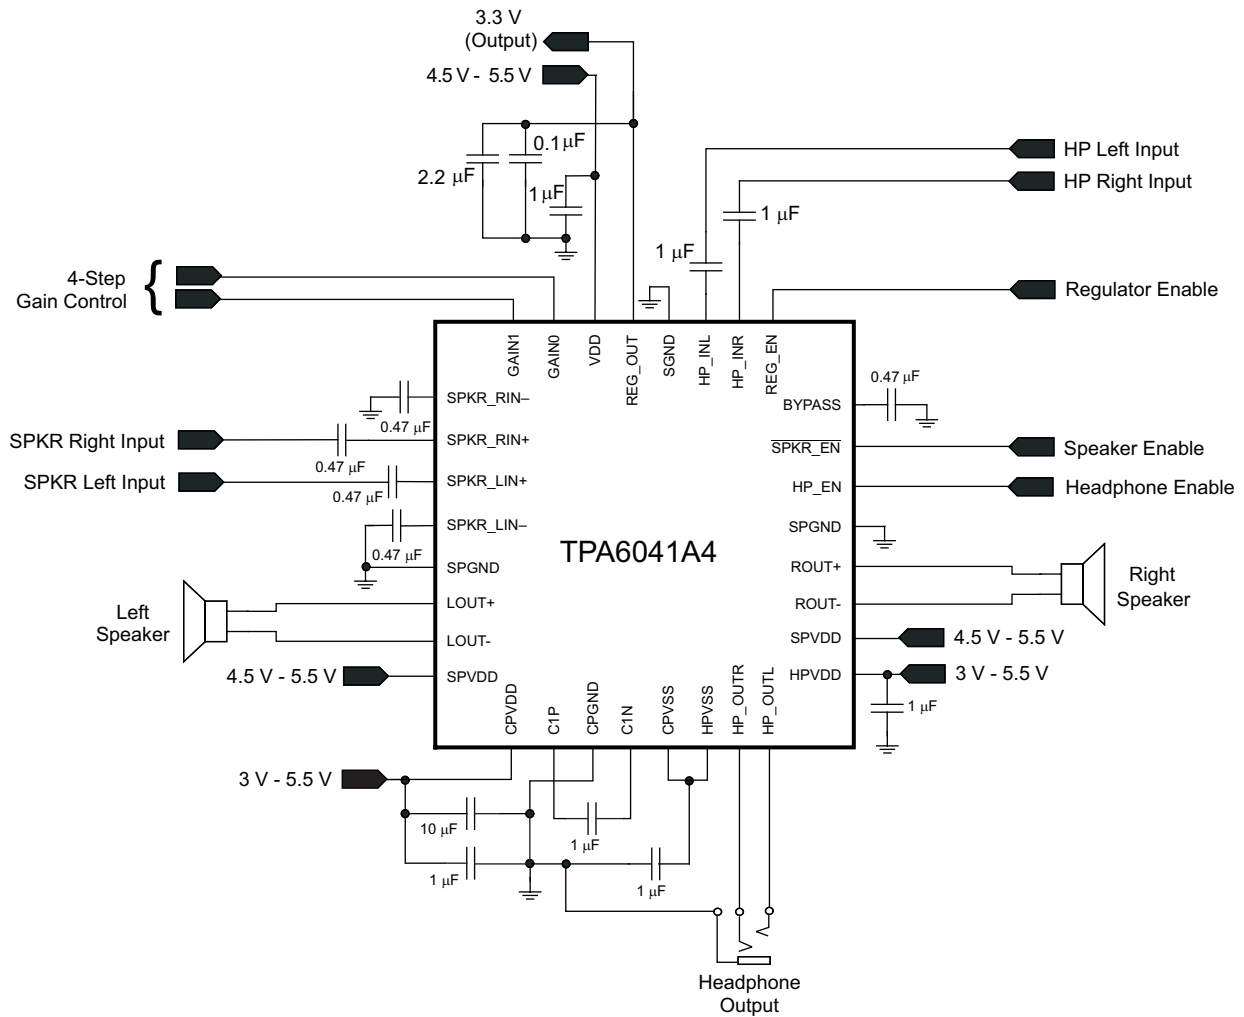 3.3 V
(Output)
4.5 V - 5.5 V
0.1 μF
2.2 μF
1 μF
HP Left Input
HP Right Input
1 μF
1 μF
4-Step
Gain Control
{
Regulator Enable
GAIN1
GAIN0
VDD
REG_OUT
SGND
HP_INL
HP_INR
REG_EN
SPKR_RIN–
0.47 μF
BYPASS
0.47 μF
SPKR Right Input
SPKR_RIN+
0.47 μF
SPKR_EN
Speaker Enable
SPKR Left Input
SPKR_LIN+
0.47 μF
HP_EN
Headphone Enable
SPKR_LIN–
0.47 μF
SPGND
TPA6041A4
SPGND
ROUT+
Left
Speaker
LOUT+
ROUT-
Right
Speaker
LOUT-
SPVDD
4.5 V - 5.5 V
4.5 V - 5.5 V
SPVDD
HPVDD
3 V - 5.5 V
1 μF
CPVDD
C1P
CPGND
C1N
CPVSS
HPVSS
HP_OUTR
HP_OUTL
3 V - 5.5 V
10 μF
1 μF
1 μF
1 μF
Headphone
Output